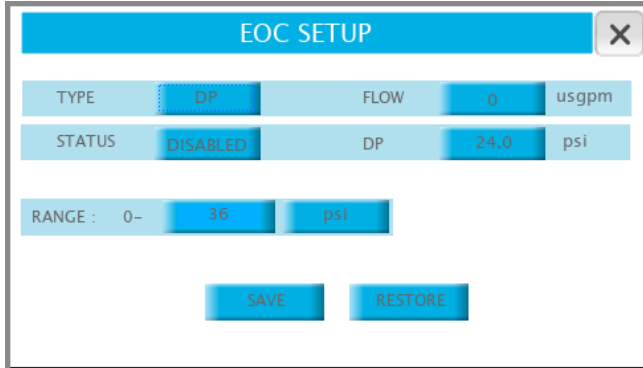 EOC SETUP
TYPE DP FLOW 0 usgpm
STATUS DISABLED DP 24.0 psi
RANGE : 0- 36 psi
SAVE RESTORE